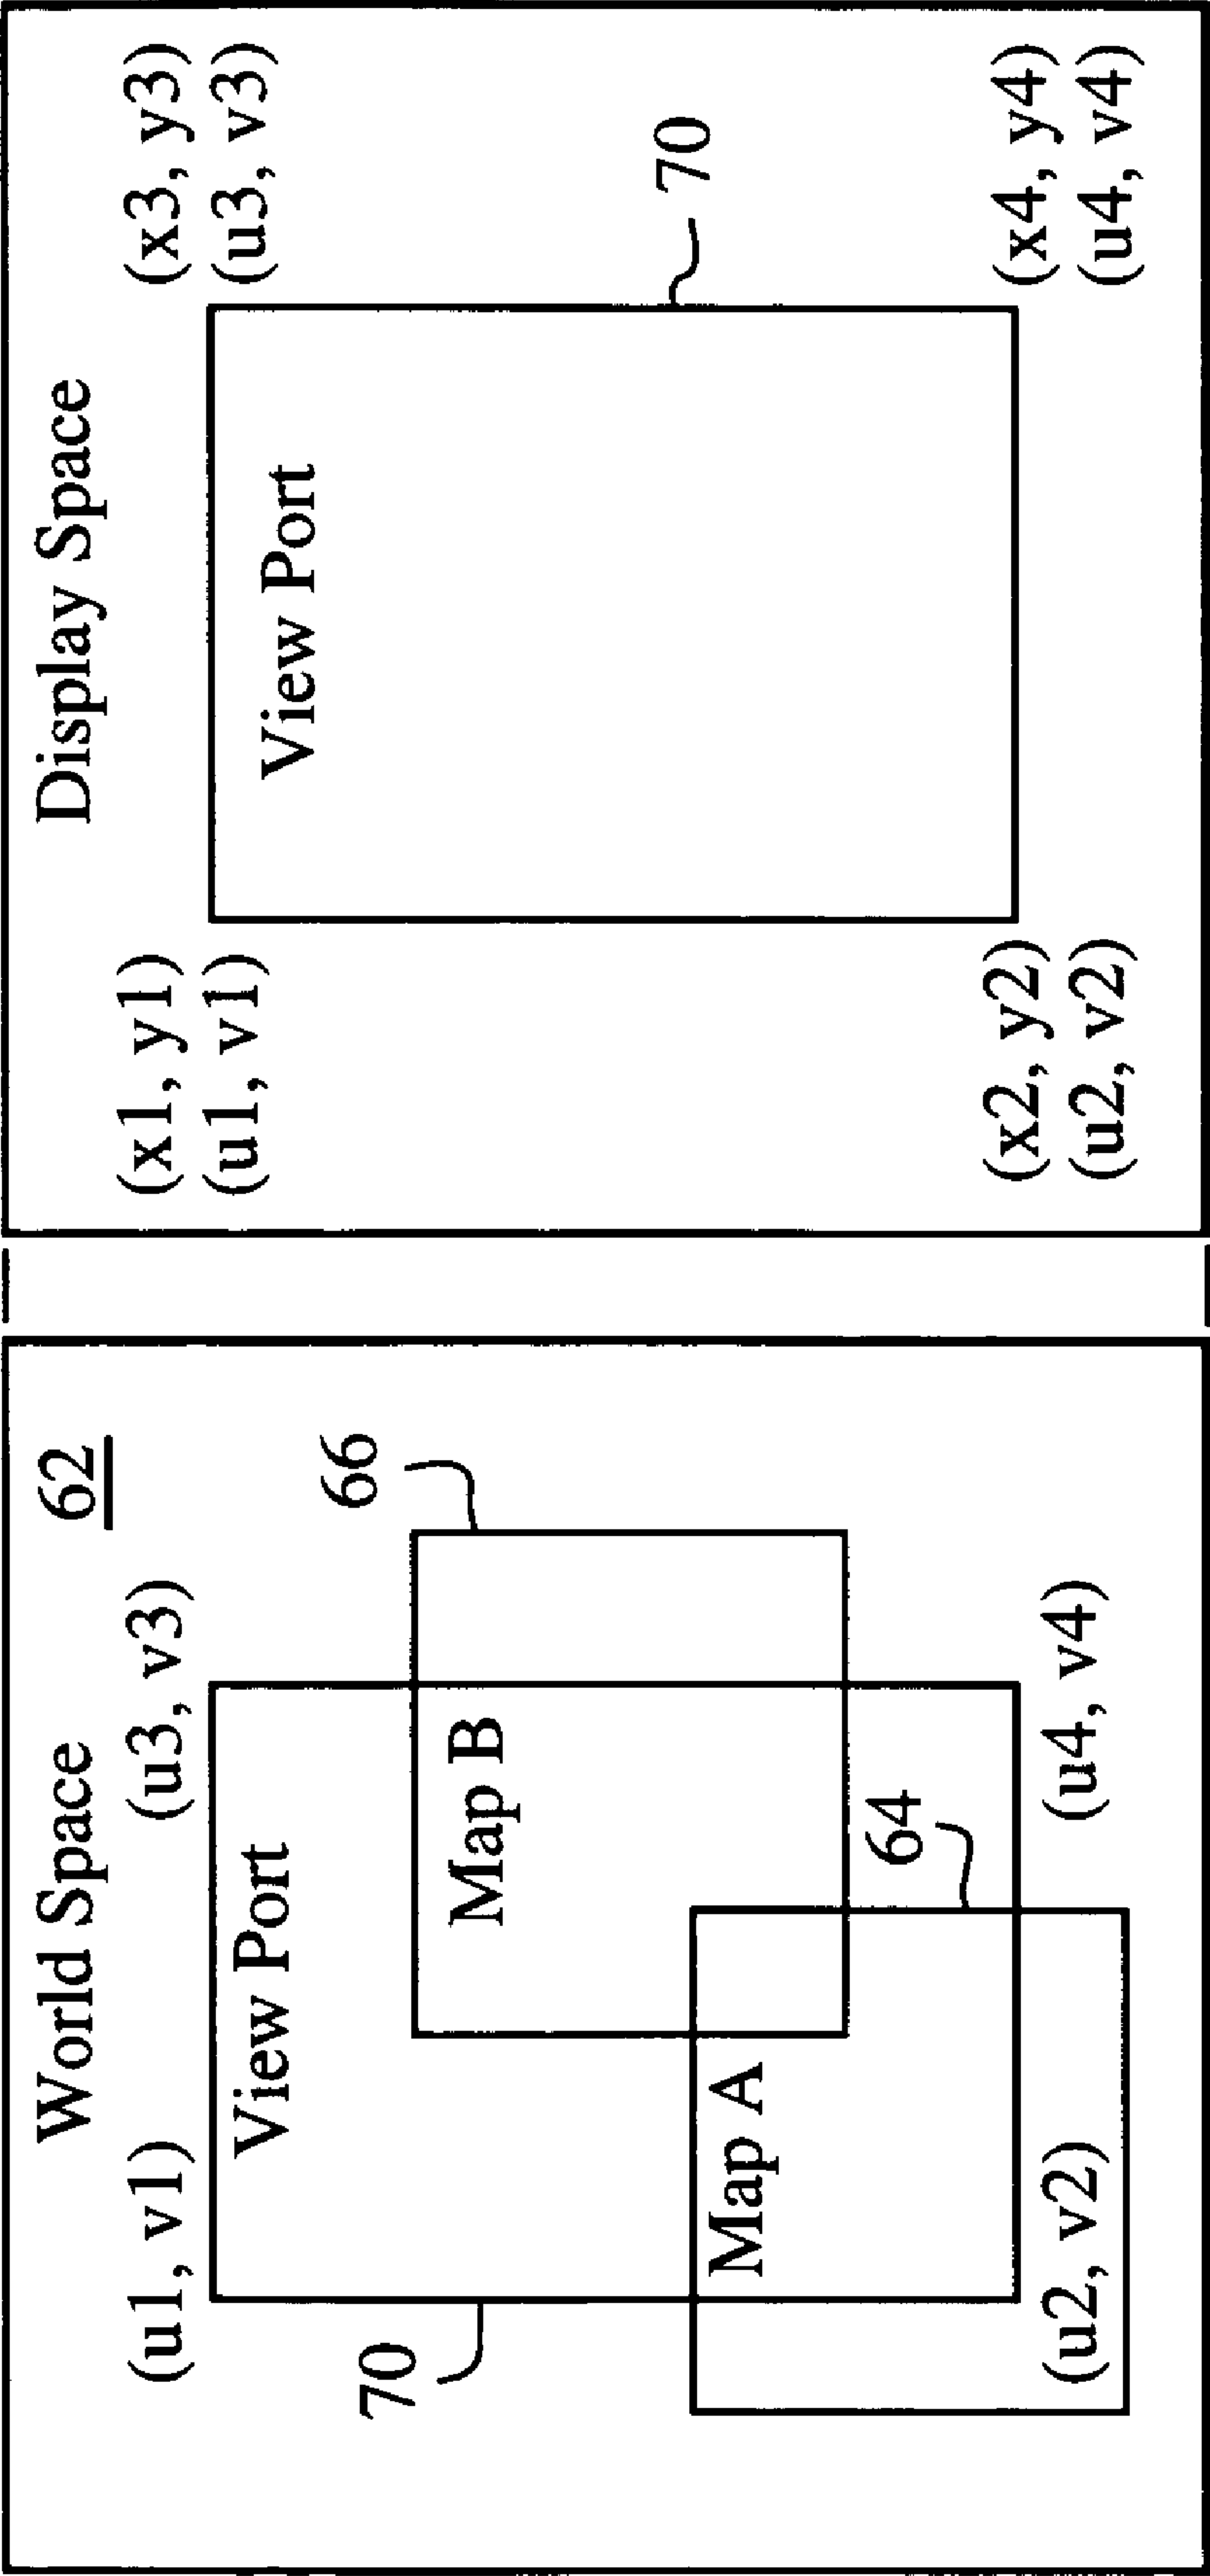 World Space
62
(u1, v1)
(u3, v3)
View Port
70
Map B
66
Map A
64
(u2, v2)
(u4, v4)
Display Space
(x1, y1)
(u1, v1)
(x3, y3)
(u3, v3)
View Port
70
(x2, y2)
(u2, v2)
(x4, y4)
(u4, v4)